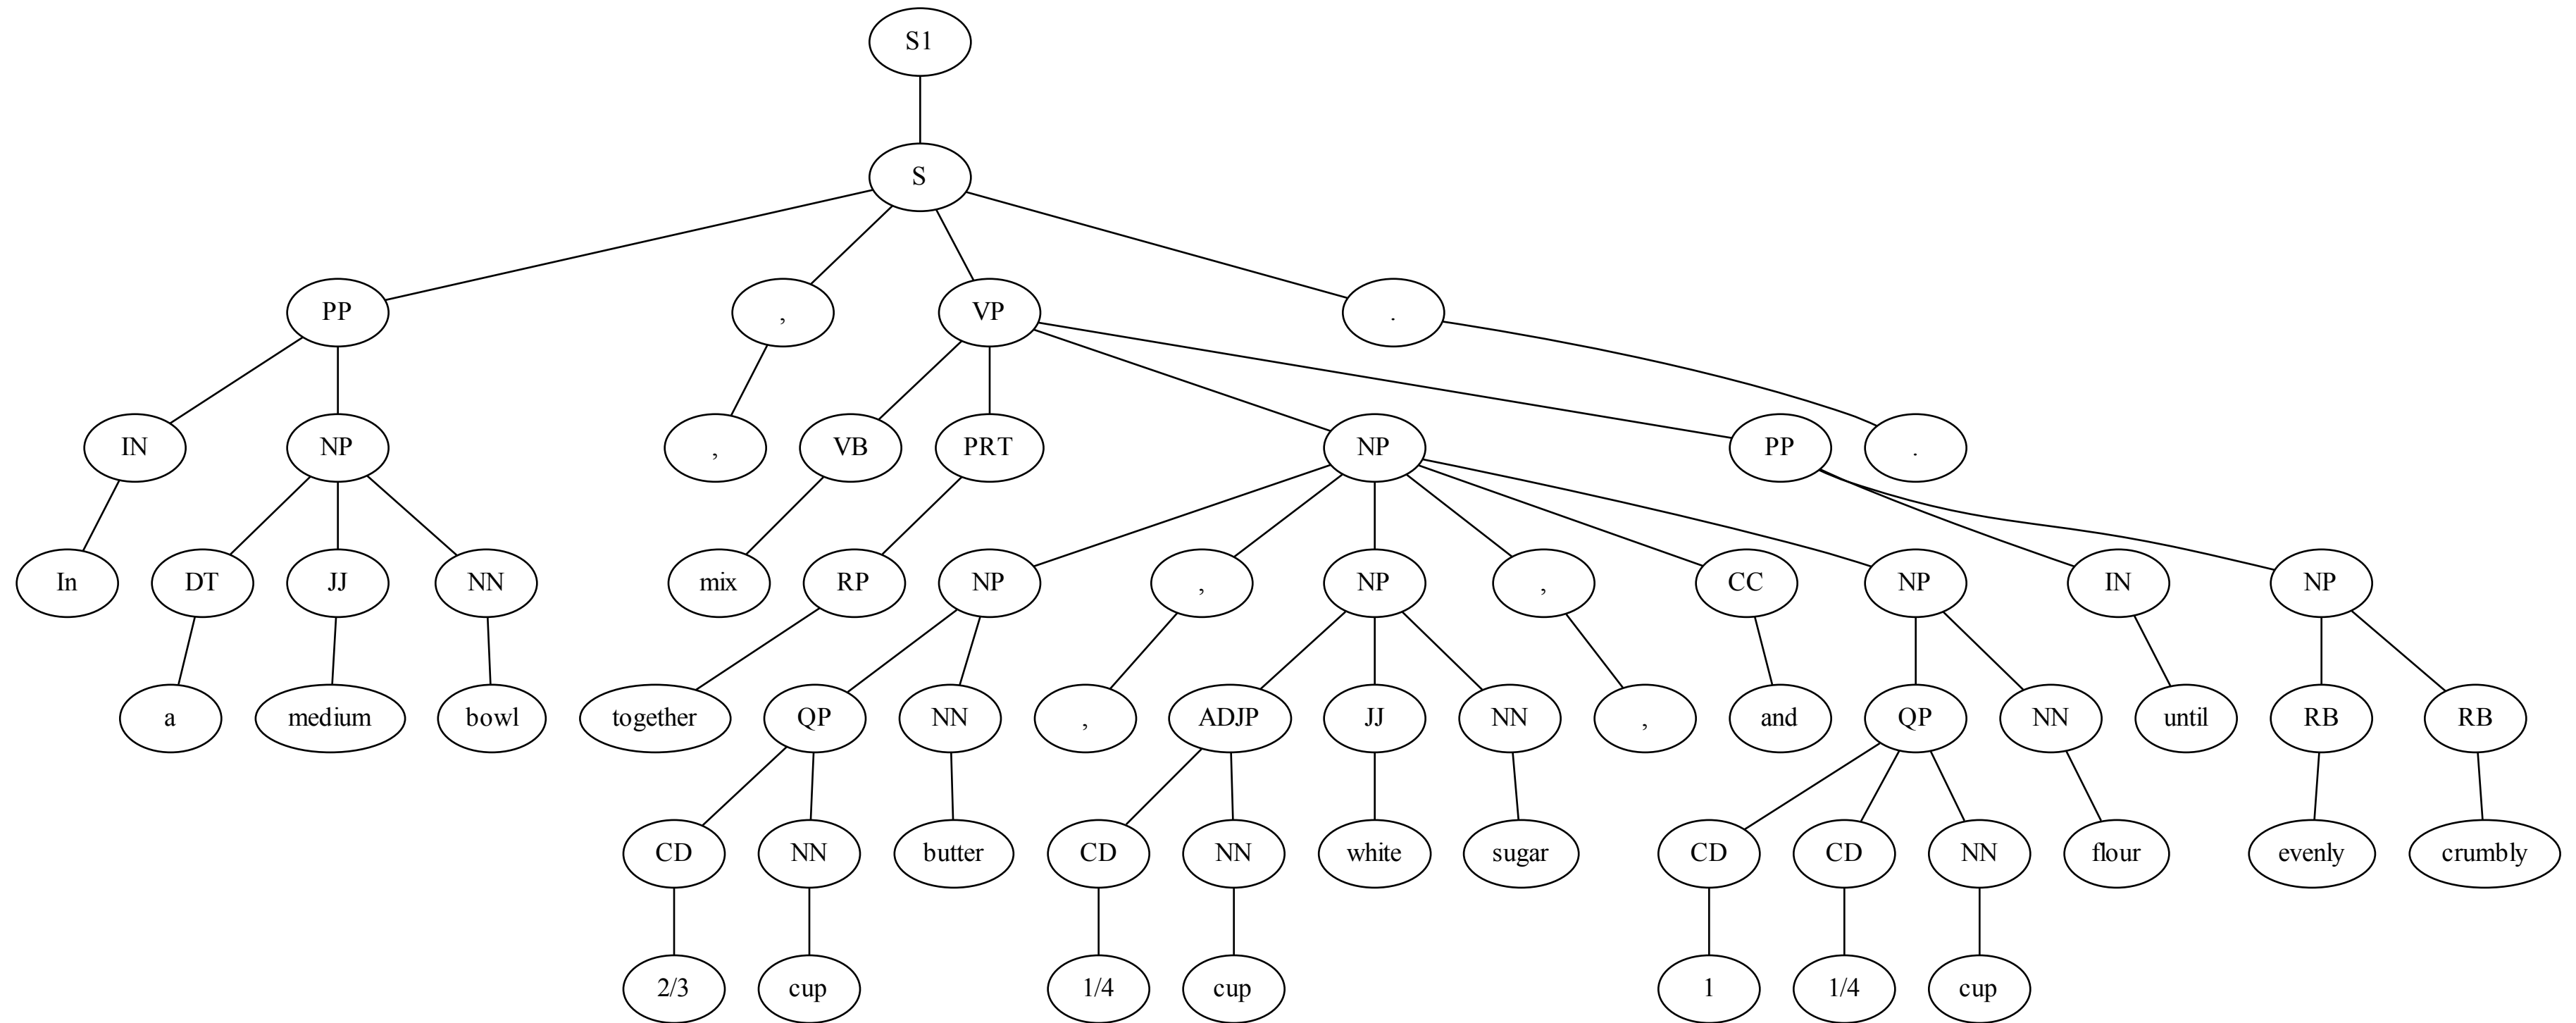 S1
S
PP , VP .
IN NP , VB PRT NP PP .
In DT JJ NN mix RP NP , NP , CC NP IN NP
a medium bowl together QP NN , ADJP JJ NN , and QP NN until RB RB
CD NN butter CD NN white sugar CD CD NN flour evenly crumbly
2/3 cup 1/4 cup 1 1/4 cup